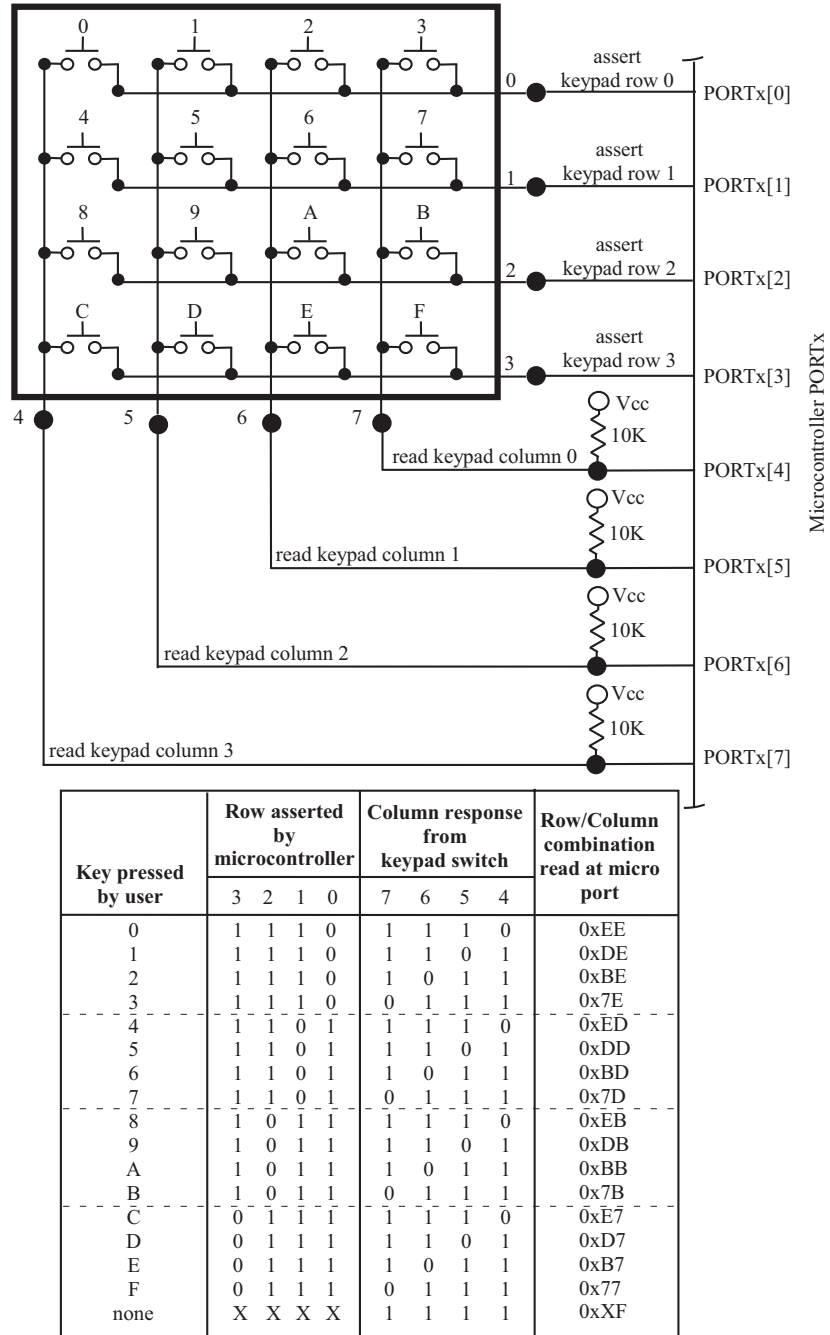 0 1 2 3
0
assert
keypad row 0
PORTx[0]
4 5 6 7
1
assert
keypad row 1
PORTx[1]
8 9 A B
2
assert
keypad row 2
PORTx[2]
C D E F
3
assert
keypad row 3
PORTx[3]
Microcontroller PORTx
4 5 6 7
Vcc
10K
read keypad column 0
PORTx[4]
Vcc
10K
read keypad column 1
PORTx[5]
Vcc
10K
read keypad column 2
PORTx[6]
Vcc
10K
read keypad column 3
PORTx[7]
Key pressed
by user
Row asserted
by
microcontroller
3 2 1 0
Column response
from
keypad switch
7 6 5 4
Row/Column
combination
read at micro
port
0 1 1 1 0 1 1 1 0 0xEE
1 1 1 1 0 1 1 0 1 0xDE
2 1 1 1 0 1 0 1 1 0xBE
3 1 1 1 0 0 1 1 1 0x7E
4 1 1 0 1 1 1 1 0 0xED
5 1 1 0 1 1 1 0 1 0xDD
6 1 1 0 1 1 0 1 1 0xBD
7 1 1 0 1 0 1 1 1 0x7D
8 1 0 1 1 1 1 1 0 0xEB
9 1 0 1 1 1 1 0 1 0xDB
A 1 0 1 1 1 0 1 1 0xBB
B 1 0 1 1 0 1 1 1 0x7B
C 0 1 1 1 1 1 1 0 0xE7
D 0 1 1 1 1 1 0 1 0xD7
E 0 1 1 1 1 0 1 1 0xB7
F 0 1 1 1 0 1 1 1 0x77
none X X X X 1 1 1 1 0xXF